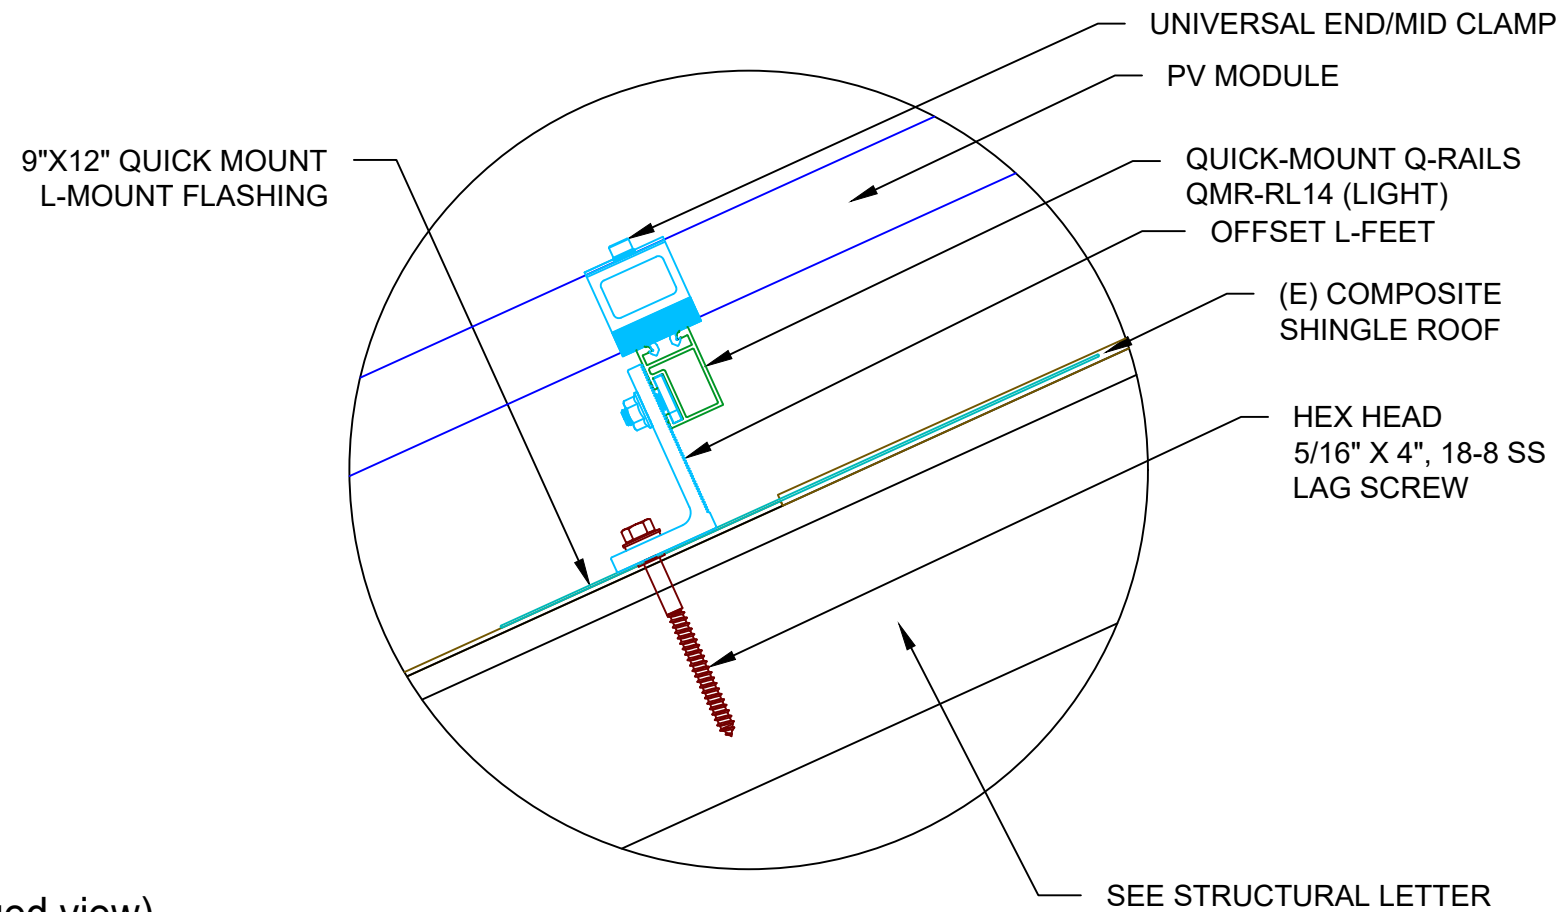 UNIVERSAL END/MID CLAMP
PV MODULE
9"X12" QUICK MOUNT
L-MOUNT FLASHING
QUICK-MOUNT Q-RAILS
QMR-RL14 (LIGHT)
OFFSET L-FEET
(E) COMPOSITE
SHINGLE ROOF
HEX HEAD
5/16" X 4", 18-8 SS
LAG SCREW
SEE STRUCTURAL LETTER
view)